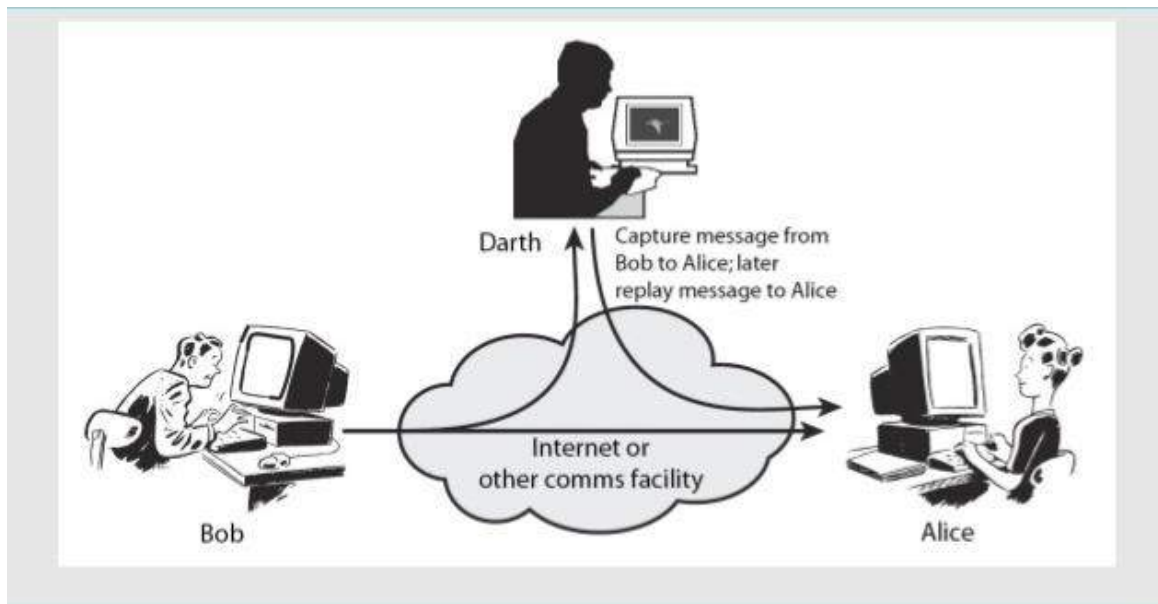 Darth
Capture message from
Bob to Alice; later
replay message to Alice
Internet or
other comms facility
Bob
Alice